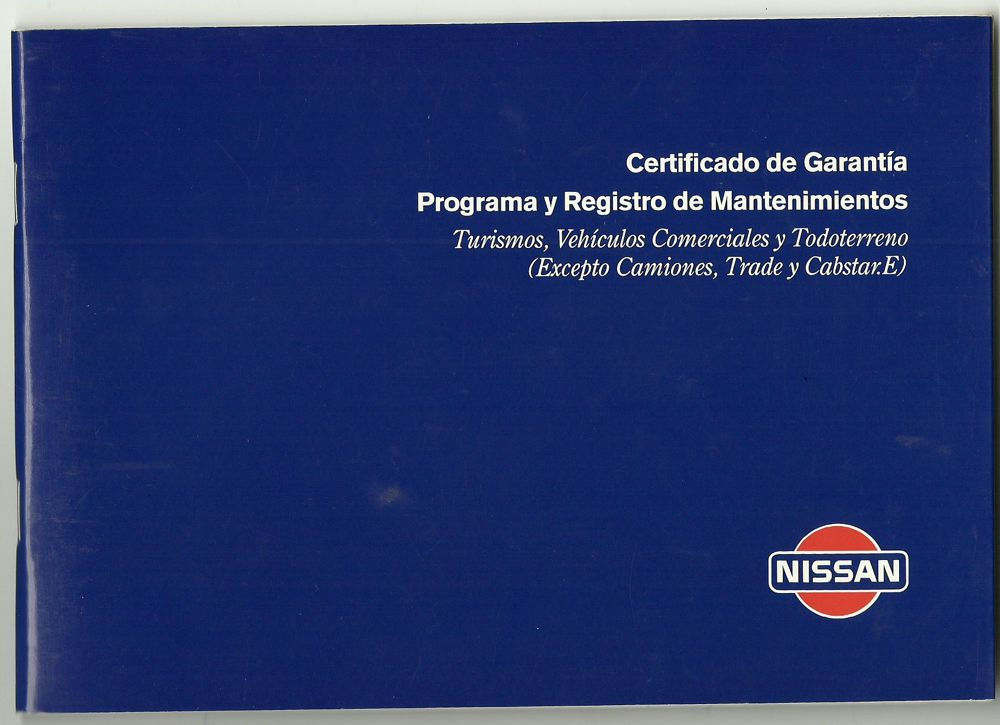 Certificado de Garantía
Programa y Registro de Mantenimientos
Turismos, Vehículos Comerciales y Todoterreno
(Excepto Camiones, Trade y Cabstar.E)
NISSAN